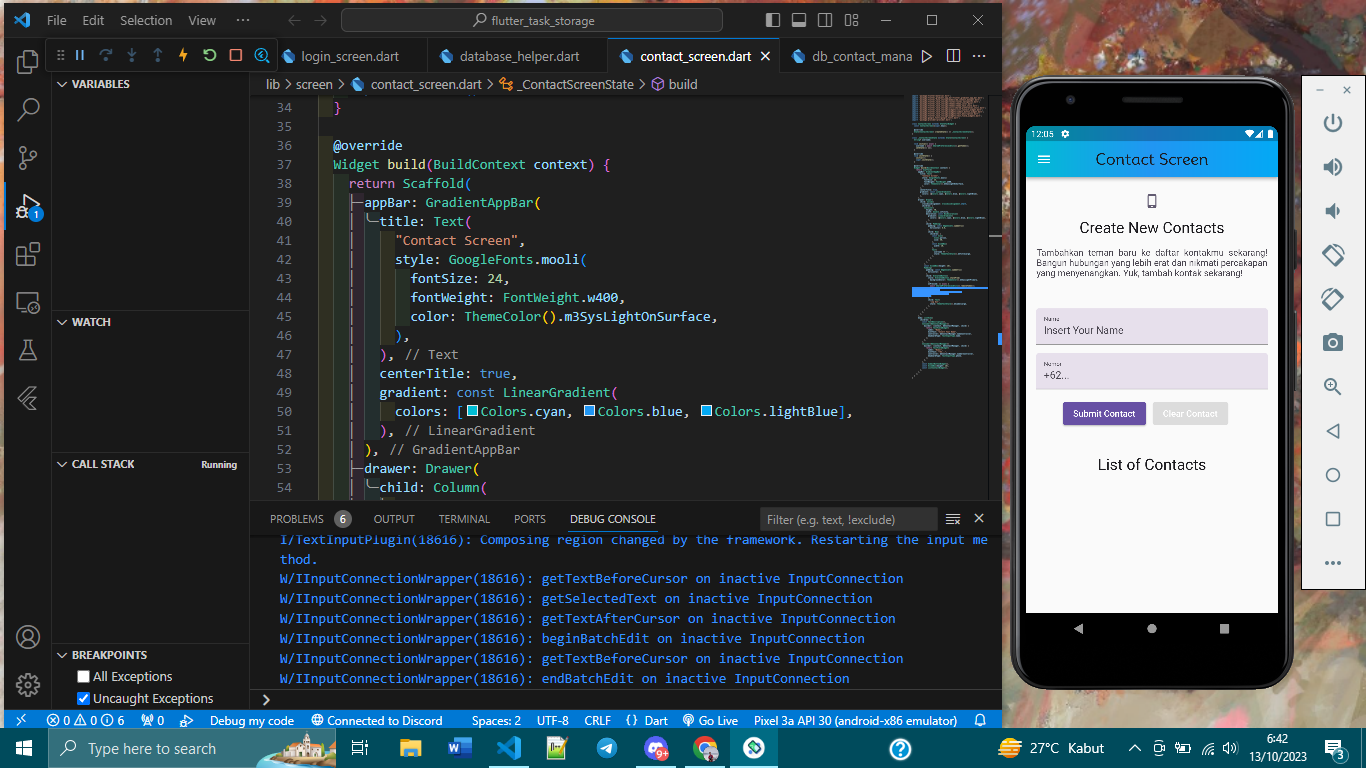 File Edit Selection View ···
flutter_task_storage
login_screen.dart
database_helper.dart
contact_screen.dart
db_contact_mana
lib > screen > contact_screen.dart > _ContactScreenState > build
VARIABLES
WATCH
CALL STACK
Running
BREAKPOINTS
All Exceptions
Uncaught Exceptions
1
34 }
35
36 @override
37 Widget build(BuildContext context) {
38 return Scaffold(
39 appBar: GradientAppBar(
40 title: Text(
41 "Contact Screen",
42 style: GoogleFonts.mooli(
43 fontSize: 24,
44 fontWeight: FontWeight.w400,
45 color: ThemeColor().m3SysLightOnSurface,
46 ),
47 ), // Text
48 centerTitle: true,
49 gradient: const LinearGradient(
50 colors: [Colors.cyan, Colors.blue, Colors.lightBlue],
51 ), // LinearGradient
52 ), // GradientAppBar
53 drawer: Drawer(
54 child: Column(
PROBLEMS 6 OUTPUT TERMINAL PORTS DEBUG CONSOLE
Filter (e.g. text, !exclude)
I/TextInputPlugin(18616): Composing region changed by the framework. Restarting the input me
thod.
W/IInputConnectionWrapper(18616): getTextBeforeCursor on inactive InputConnection
W/IInputConnectionWrapper(18616): getSelectedText on inactive InputConnection
W/IInputConnectionWrapper(18616): getTextAfterCursor on inactive InputConnection
W/IInputConnectionWrapper(18616): beginBatchEdit on inactive InputConnection
W/IInputConnectionWrapper(18616): getTextBeforeCursor on inactive InputConnection
W/IInputConnectionWrapper(18616): endBatchEdit on inactive InputConnection
>
0 0 6 0 Debug my code Connected to Discord Spaces: 2 UTF-8 CRLF {} Dart Go Live Pixel 3a API 30 (android-x86 emulator)
12:05
Contact Screen
Create New Contacts
Tambahkan teman baru ke daftar kontakmu sekarang!
Bangun hubungan yang lebih erat dan nikmati percakapan
yang menyenangkan. Yuk, tambah kontak sekarang!
Name
Insert Your Name
Nomor
+62...
Submit Contact
Clear Contact
List of Contacts
Type here to search
27°C Kabut
6:42
13/10/2023
3